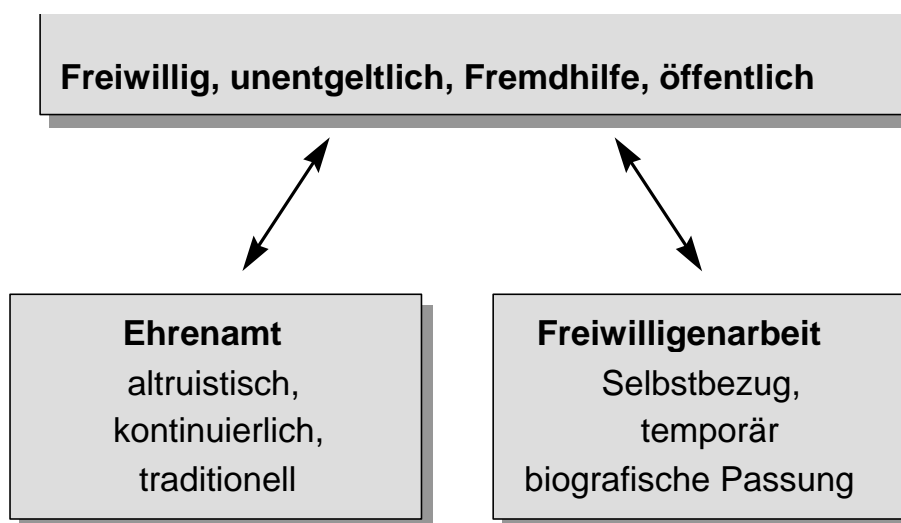 Freiwillig, unentgeltlich, Fremdhilfe, öffentlich
Ehrenamt
altruistisch,
kontinuierlich,
traditionell
Freiwilligenarbeit
Selbstbezug,
temporär
biografische Passung